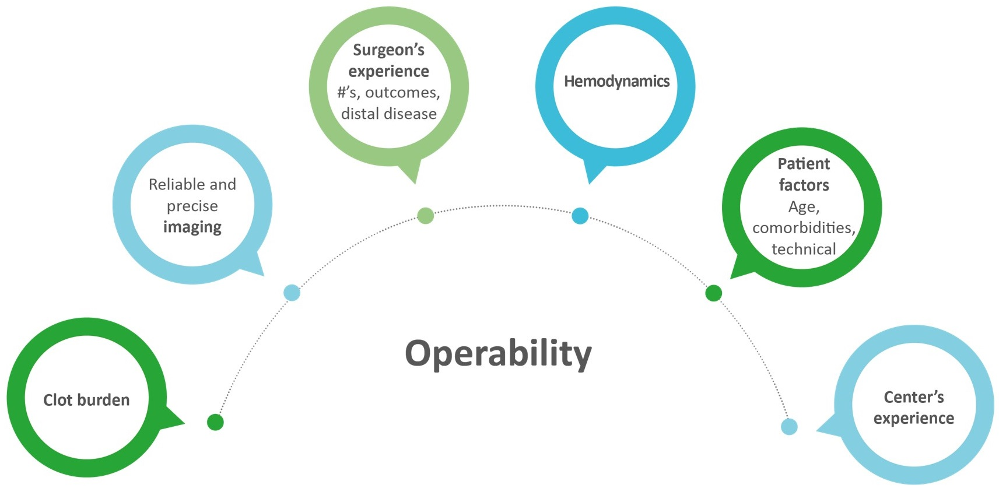 Surgeon’s
experience
#’s, outcomes,
distal disease
Hemodynamics
Reliable and
precise
imaging
Patient
factors
Age,
comorbidities,
technical
Operability
Clot burden
Center’s
experience